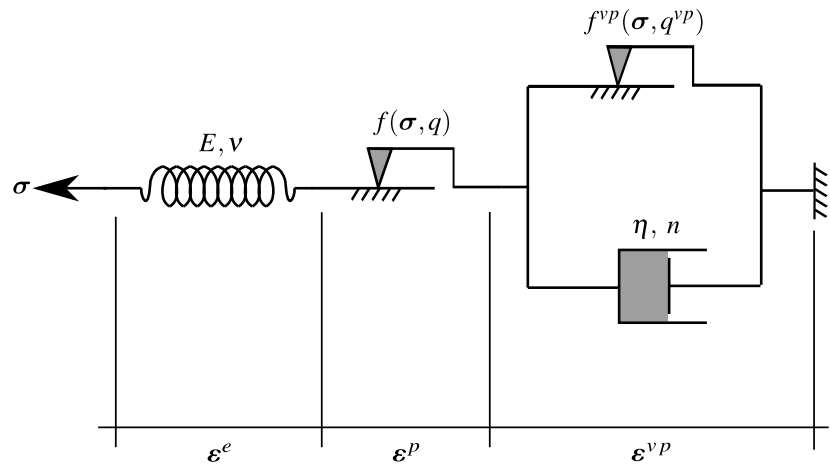 f^{vp}(σ, q^{vp})
E, ν
f(σ, q)
σ
η, n
ε^e
ε^p
ε^{vp}